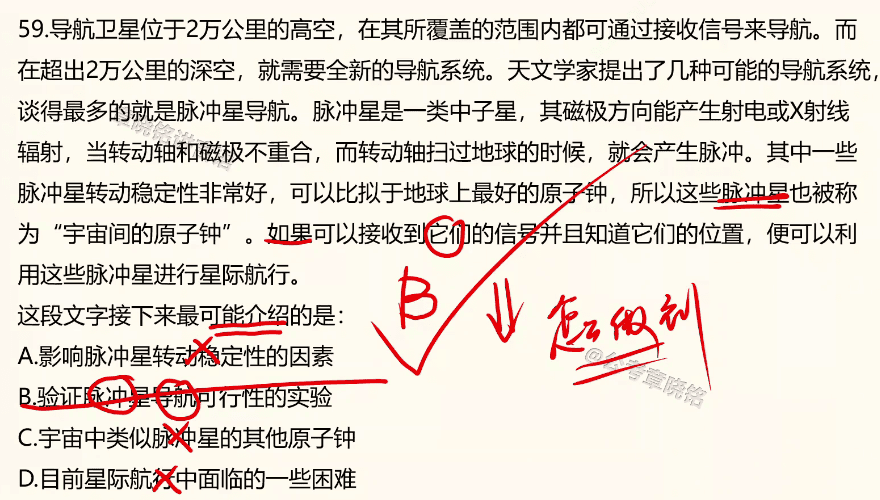 59.导航卫星位于2万公里的高空，在其所覆盖的范围内都可通过接收信号来导航。而
在超出2万公里的深空，就需要全新的导航系统。天文学家提出了几种可能的导航系统，
谈得最多的就是脉冲星导航。脉冲星是一类中子星，其磁极方向能产生射电或X射线
辐射，当转动轴和磁极不重合，而转动轴扫过地球的时候，就会产生脉冲。其中一些
脉冲星转动稳定性非常好，可以比拟于地球上最好的原子钟，所以这些脉冲星也被称
为“宇宙间的原子钟”。如果可以接收到它们的信号并且知道它们的位置，便可以利
用这些脉冲星进行星际航行。
B
怎么做到
这段文字接下来最可能介绍的是：
A.影响脉冲星转动稳定性的因素
B.验证脉冲星导航可行性的实验
C.宇宙中类似脉冲星的其他原子钟
D.目前星际航行中面临的一些困难
@公考章晓铭